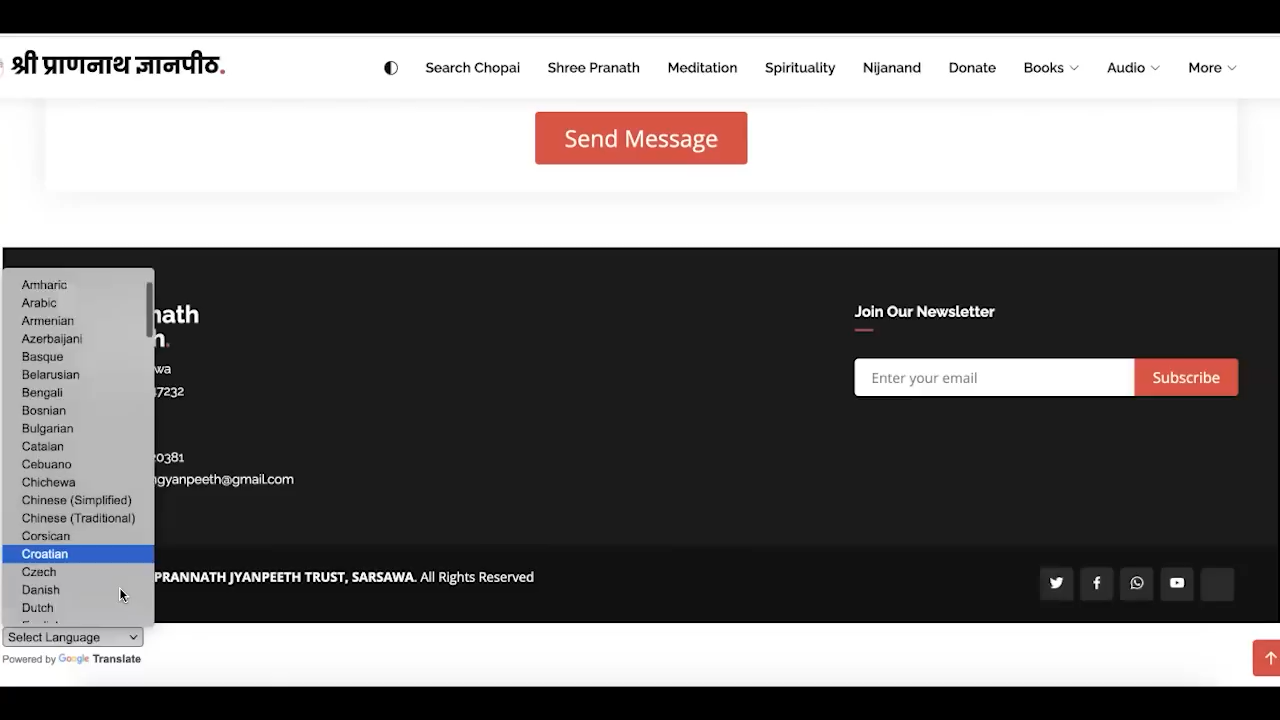 श्री प्राणनाथ ज्ञानपीठ.
Search Chopai
Shree Pranath
Meditation
Spirituality
Nijanand
Donate
Books
Audio
More
Send Message
Amharic
Arabic
Armenian
Azerbaijani
Basque
Belarusian
Bengali
Bosnian
Bulgarian
Catalan
Cebuano
Chichewa
Chinese (Simplified)
Chinese (Traditional)
Corsican
Croatian
Czech
Danish
Dutch
Select Language
Powered by Google Translate
nath
h.
wa
47232
20381
gyanpeeth@gmail.com
PRANNATH JYANPEETH TRUST, SARSAWA. All Rights Reserved
Join Our Newsletter
Enter your email
Subscribe